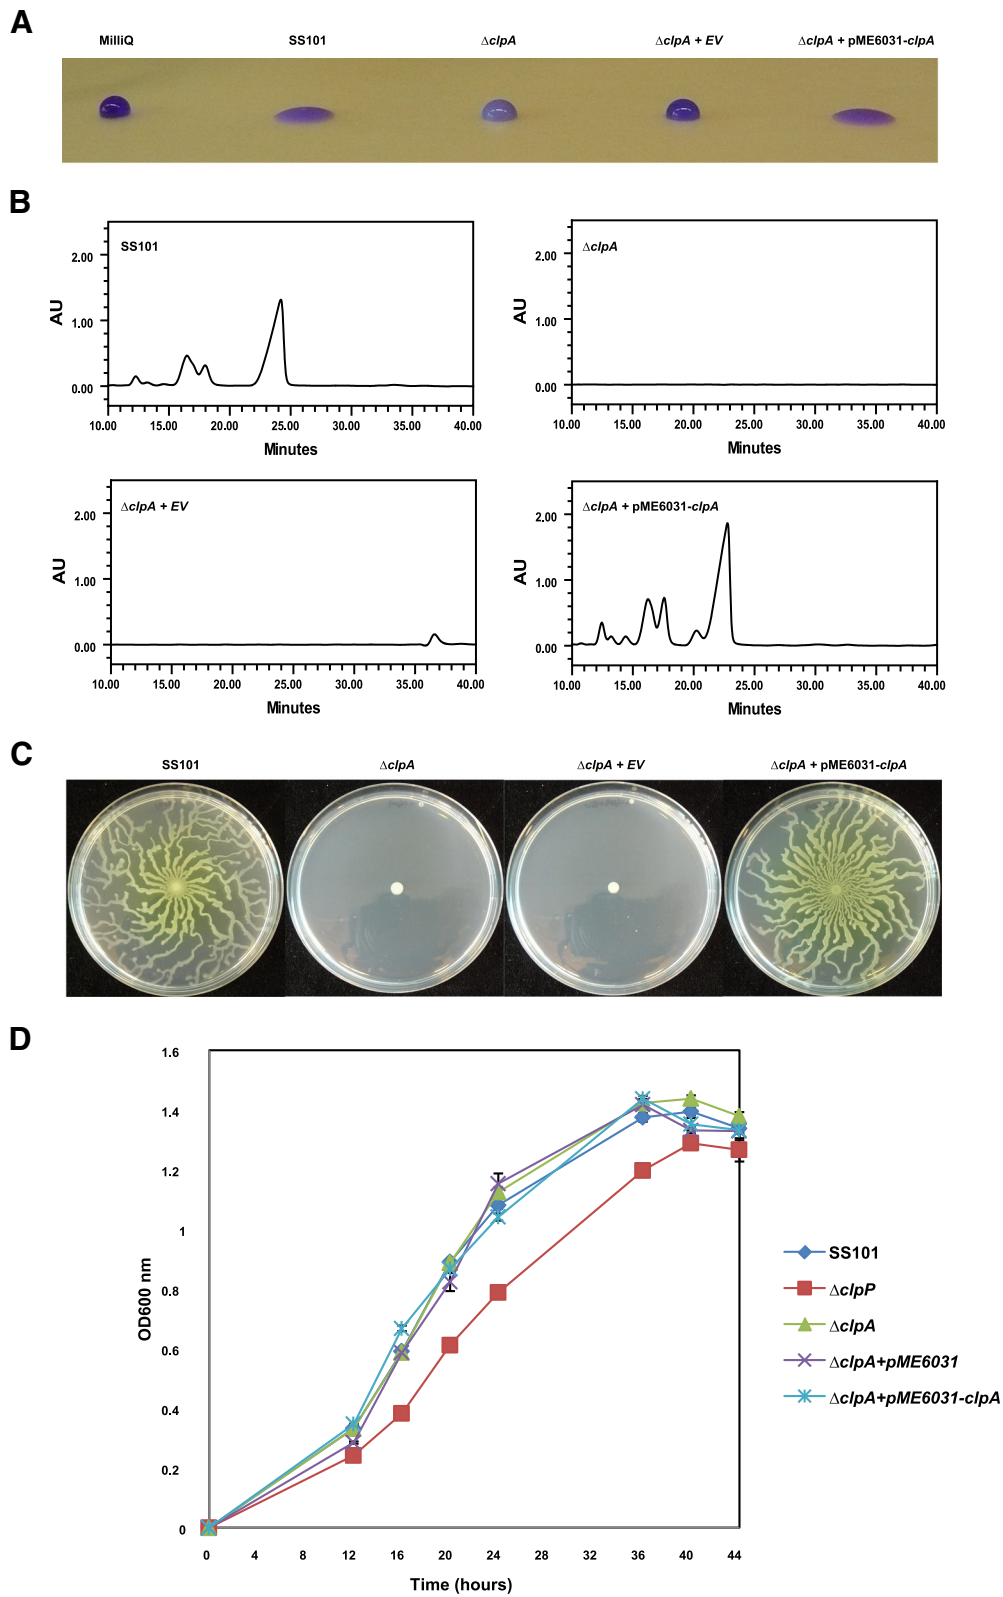 A
MilliQ SS101 ΔclpA ΔclpA + EV ΔclpA + pME6031-clpA
B
SS101
2.00
1.00
0.00
AU
10.00 15.00 20.00 25.00 30.00 35.00 40.00
Minutes
ΔclpA
2.00
1.00
0.00
AU
10.00 15.00 20.00 25.00 30.00 35.00 40.00
Minutes
ΔclpA + EV
2.00
1.00
0.00
AU
10.00 15.00 20.00 25.00 30.00 35.00 40.00
Minutes
ΔclpA + pME6031-clpA
2.00
1.00
0.00
AU
10.00 15.00 20.00 25.00 30.00 35.00 40.00
Minutes
C
SS101 ΔclpA ΔclpA + EV ΔclpA + pME6031-clpA
D
1.6
1.4
1.2
1
0.8
0.6
0.4
0.2
0
OD600 nm
0 4 8 12 16 20 24 28 32 36 40 44
Time (hours)
SS101
ΔclpP
ΔclpA
ΔclpA+pME6031
ΔclpA+pME6031-clpA